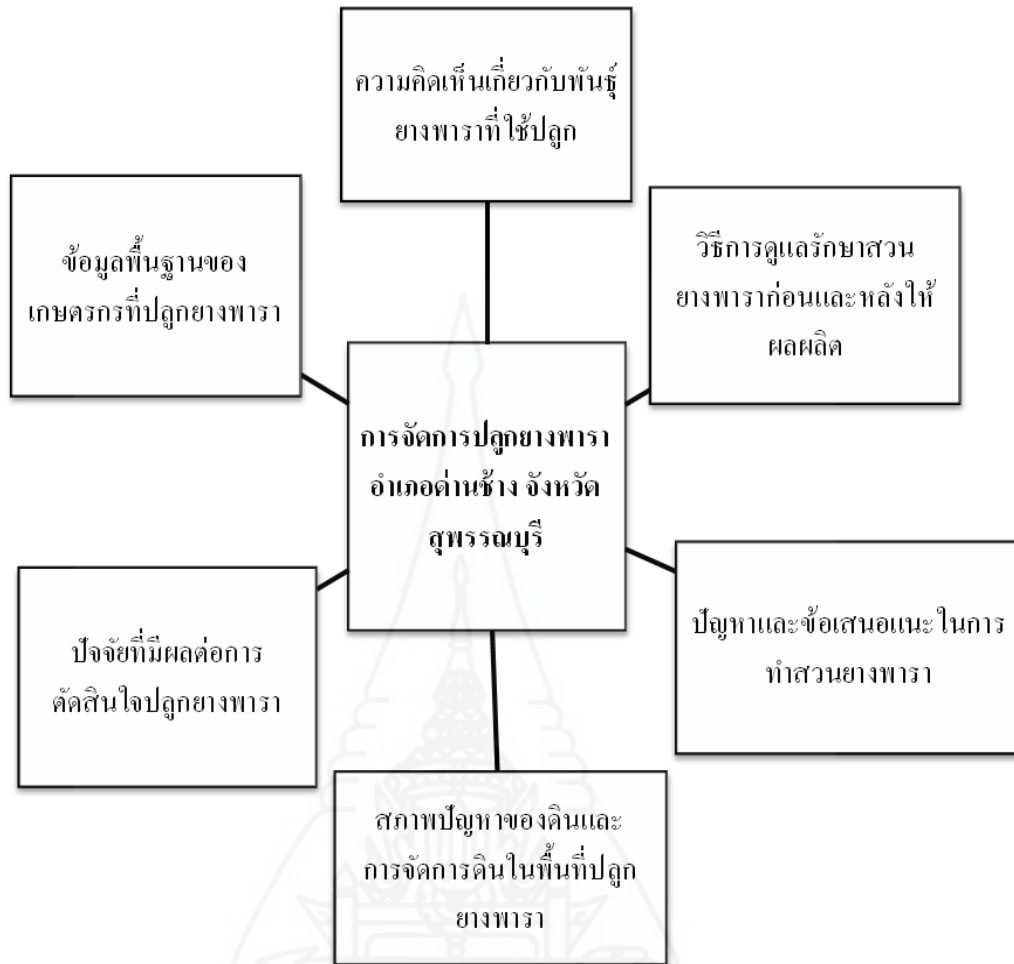 ความคิดเห็นเกี่ยวกับพันธุ์
ยางพาราที่ใช้ปลูก
ข้อมูลพื้นฐานของ
เกษตรกรที่ปลูกยางพารา
วิธีการดูแลรักษาสวน
ยางพาราก่อนและหลังให้
ผลผลิต
การจัดการปลูกยางพารา
อำเภอด่านช้าง จังหวัด
สุพรรณบุรี
ปัจจัยที่มีผลต่อการ
ตัดสินใจปลูกยางพารา
ปัญหาและข้อเสนอแนะในการ
ทำสวนยางพารา
สภาพปัญหาของดินและ
การจัดการดินในพื้นที่ปลูก
ยางพารา